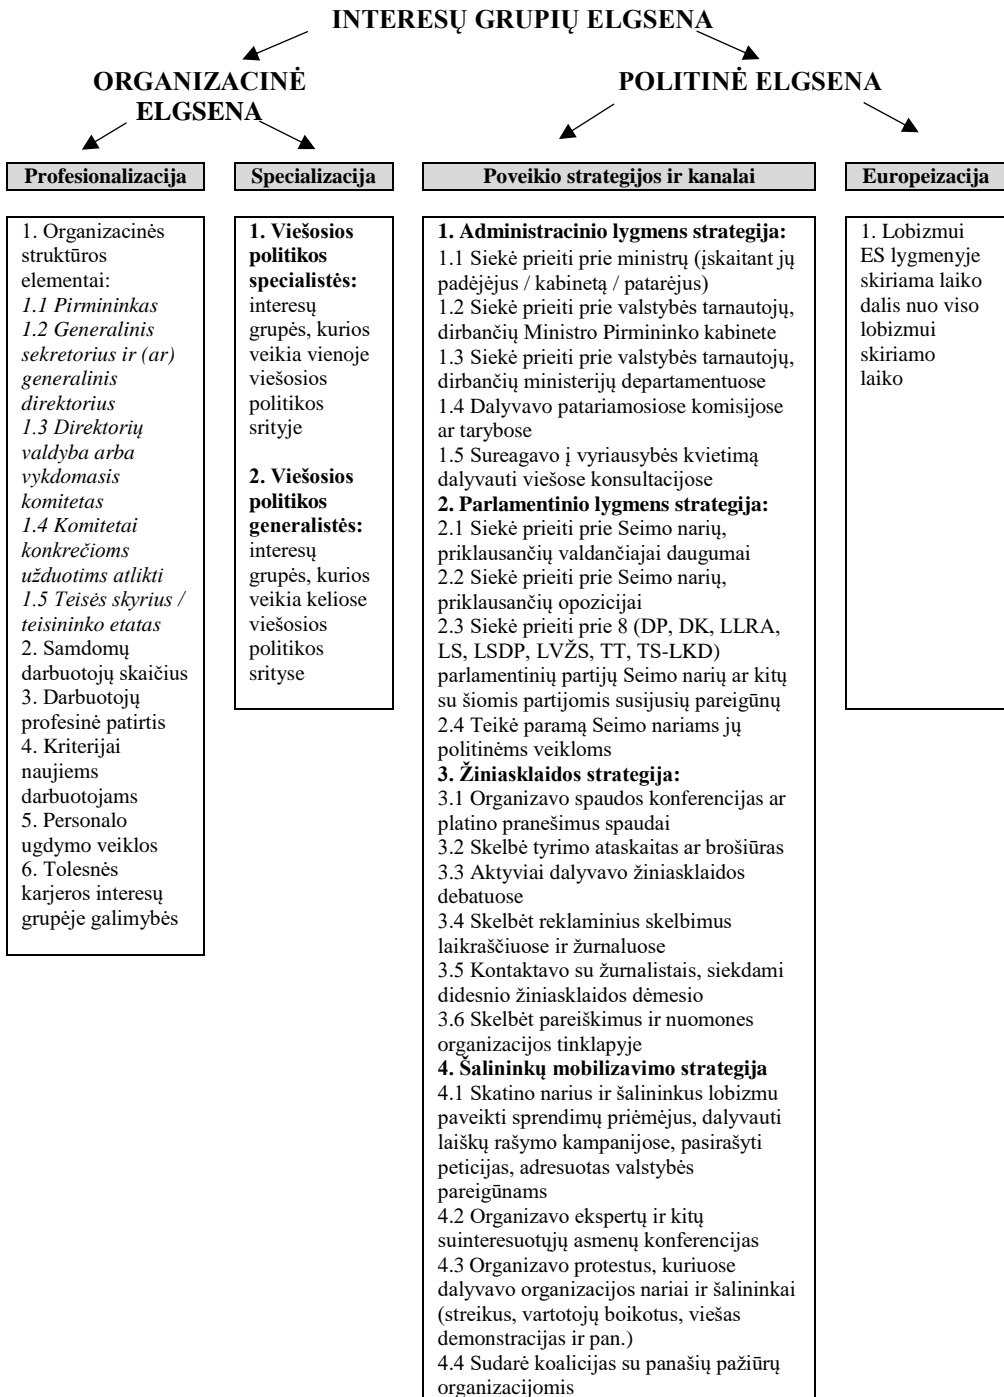 INTERESŲ GRUPIŲ ELGSENA
ORGANIZACINĖ
ELGSENA
POLITINĖ ELGSENA
Profesionalizacija
Specializacija
Poveikio strategijos ir kanalai
Europeizacija
1. Organizacinės
struktūros
elementai:
1.1 Pirmininkas
1.2 Generalinis
sekretorius ir (ar)
generalinis
direktorius
1.3 Direktorių
valdyba arba
vykdomasis
komitetas
1.4 Komitetai
konkrečioms
užduotims atlikti
1.5 Teisės skyrius /
teisininko etatas
2. Samdomų
darbuotojų skaičius
3. Darbuotojų
profesinė patirtis
4. Kriterijai
naujiems
darbuotojams
5. Personalo
ugdymo veiklos
6. Tolesnės
karjeros interesų
grupėje galimybės
1. Viešosios
politikos
specialistės:
interesų
grupės, kurios
veikia vienoje
viešosios
politikos
srityje
2. Viešosios
politikos
generalistės:
interesų
grupės, kurios
veikia keliose
viešosios
politikos
srityse
1. Administracinio lygmens strategija:
1.1 Siekė prieiti prie ministrų (įskaitant jų
padėjėjus / kabinetą / patarėjus)
1.2 Siekė prieiti prie valstybės tarnautojų,
dirbančių Ministro Pirmininko kabinete
1.3 Siekė prieiti prie valstybės tarnautojų,
dirbančių ministerijų departamentuose
1.4 Dalyvavo patariamosiose komisijose
ar tarybose
1.5 Sureagavo į vyriausybės kvietimą
dalyvauti viešose konsultacijose
2. Parlamentinio lygmens strategija:
2.1 Siekė prieiti prie Seimo narių,
priklausančių valdančiajai daugumai
2.2 Siekė prieiti prie Seimo narių,
priklausančių opozicijai
2.3 Siekė prieiti prie 8 (DP, DK, LLRA,
LS, LSDP, LVŽS, TT, TS-LKD)
parlamentinių partijų Seimo narių ar kitų
su šiomis partijomis susijusių pareigūnų
2.4 Teikė paramą Seimo nariams jų
politinėms veikloms
3. Žiniasklaidos strategija:
3.1 Organizavo spaudos konferencijas ar
platino pranešimus spaudai
3.2 Skelbė tyrimo ataskaitas ar brošiūras
3.3 Aktyviai dalyvavo žiniasklaidos
debatuose
3.4 Skelbėt reklaminius skelbimus
laikraščiuose ir žurnaluose
3.5 Kontaktavo su žurnalistais, siekdami
didesnio žiniasklaidos dėmesio
3.6 Skelbėt pareiškimus ir nuomones
organizacijos tinklapyje
4. Šalininkų mobilizavimo strategija
4.1 Skatino narius ir šalininkus lobizmu
paveikti sprendimų priėmėjus, dalyvauti
laiškų rašymo kampanijose, pasirašyti
peticijas, adresuotas valstybės
pareigūnams
4.2 Organizavo ekspertų ir kitų
suinteresuotųjų asmenų konferencijas
4.3 Organizavo protestus, kuriuose
dalyvavo organizacijos nariai ir šalininkai
(streikus, vartotojų boikotus, viešas
demonstracijas ir pan.)
4.4 Sudarė koalicijas su panašių pažiūrų
organizacijomis
1. Lobizmui
ES lygmenyje
skiriama laiko
dalis nuo viso
lobizmui
skiriamo
laiko